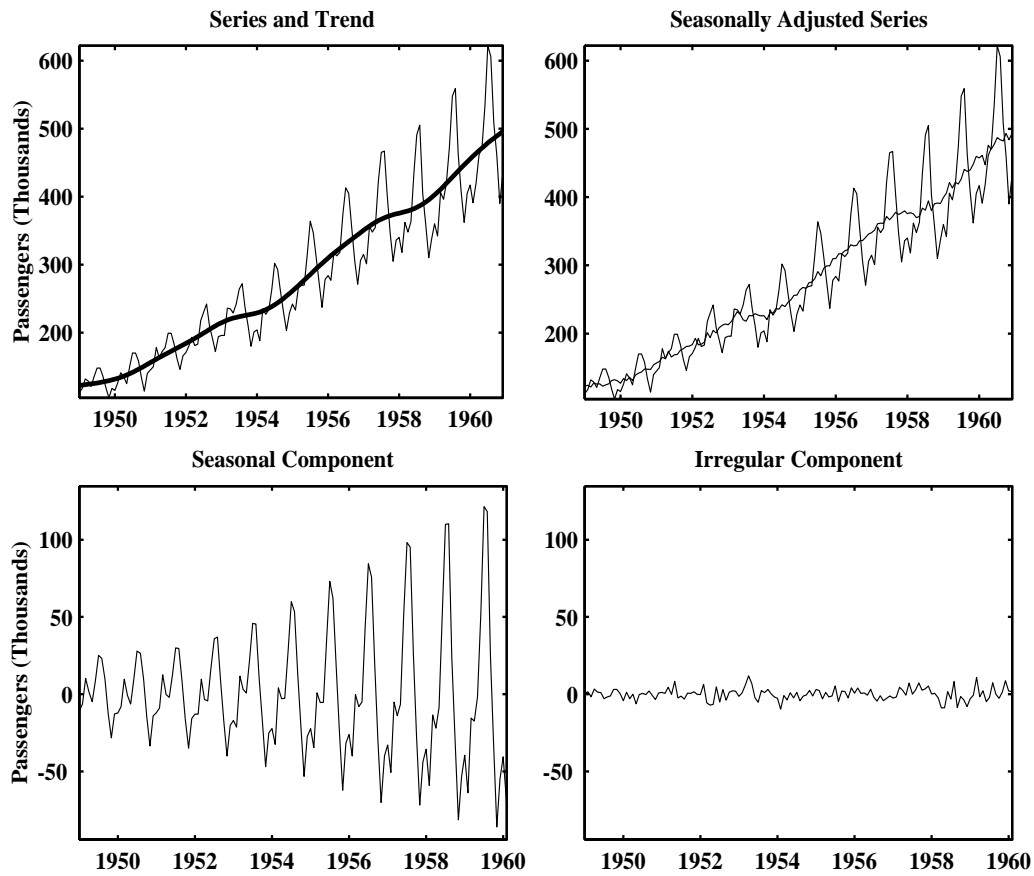 Series and Trend
Passengers (Thousands)
600
500
400
300
200
1950 1952 1954 1956 1958 1960
Seasonally Adjusted Series
600
500
400
300
200
1950 1952 1954 1956 1958 1960
Seasonal Component
Passengers (Thousands)
100
50
0
-50
1950 1952 1954 1956 1958 1960
Irregular Component
100
50
0
-50
1950 1952 1954 1956 1958 1960